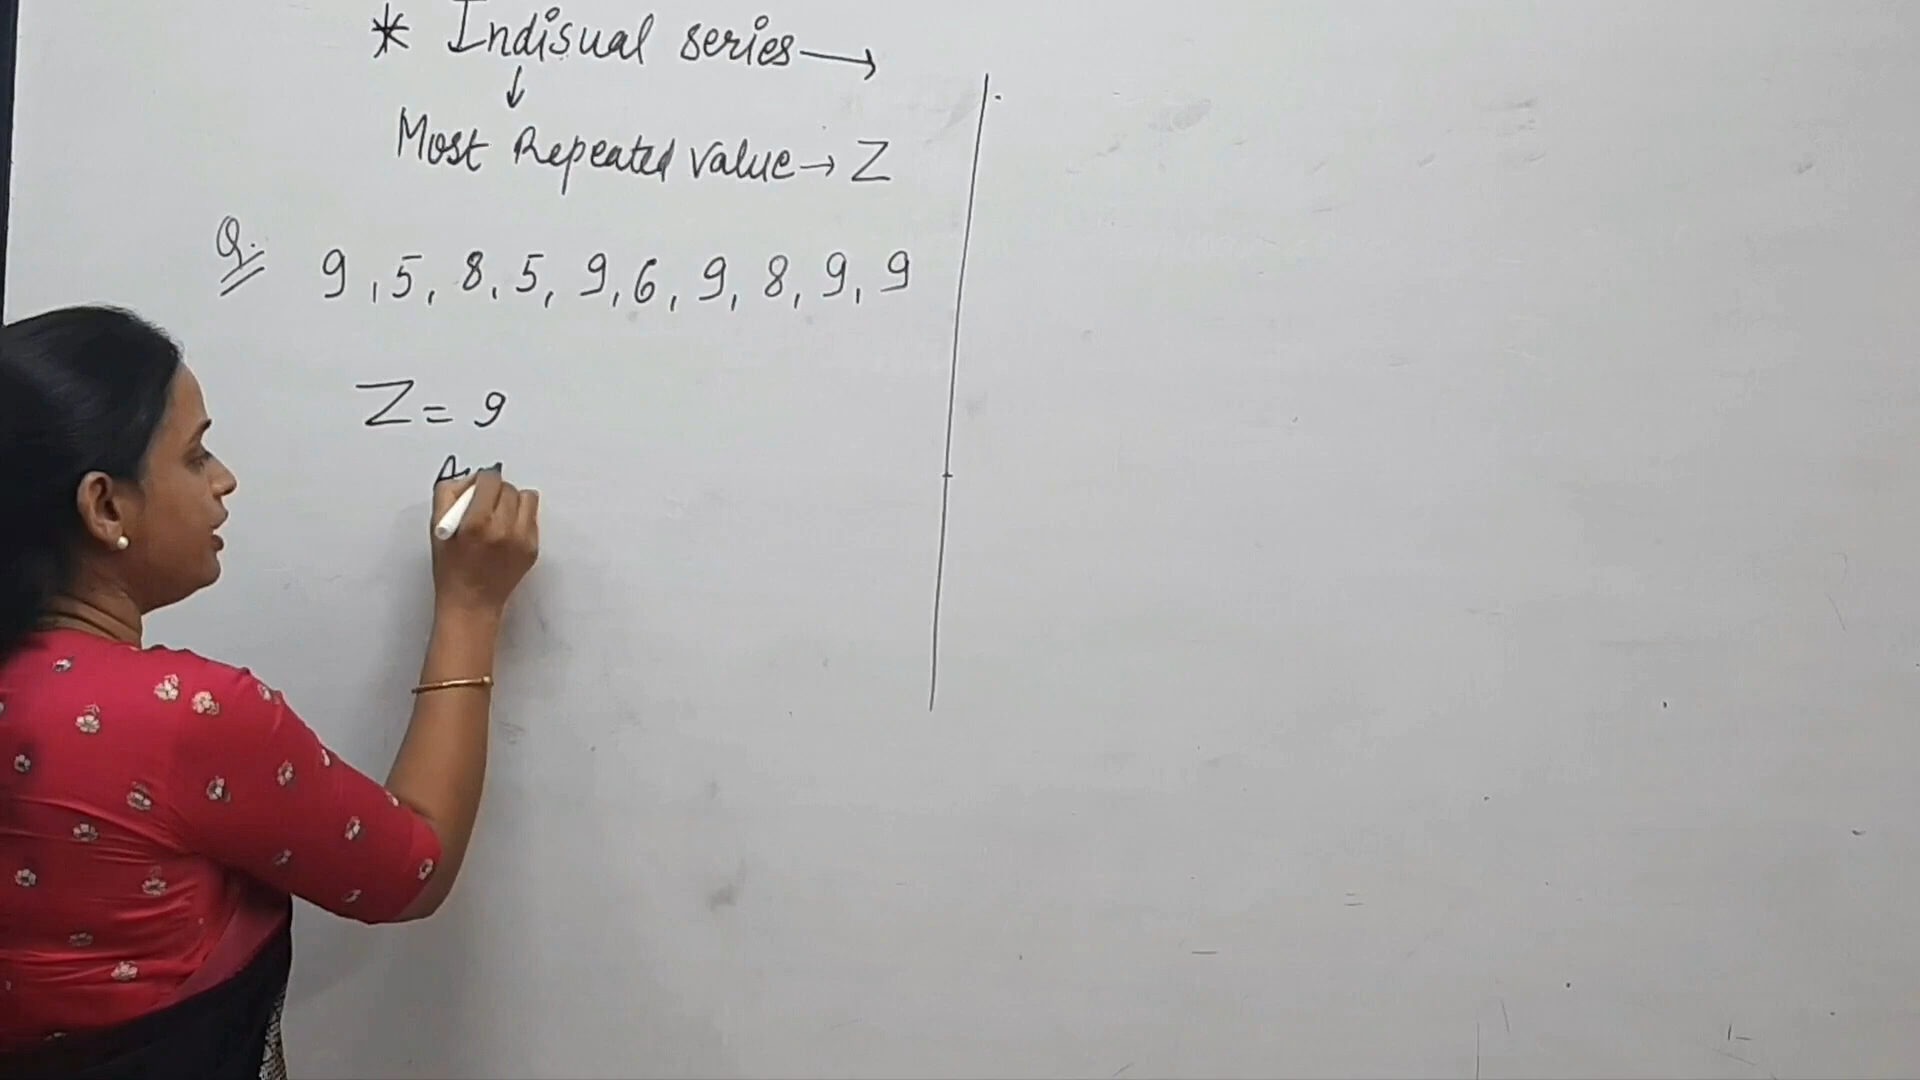 * Indisual series →
↓
Most Repeated value → Z
Q. 9, 5, 8, 5, 9, 6, 9, 8, 9, 9
Z = 9